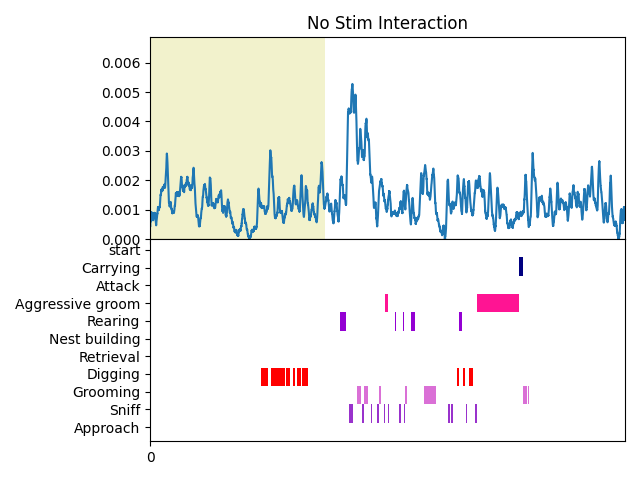 No Stim Interaction
0.006
0.005
0.004
0.003
0.002
0.001
0.000
start
Carrying
Attack
Aggressive groom
Rearing
Nest building
Retrieval
Digging
Grooming
Sniff
Approach
0